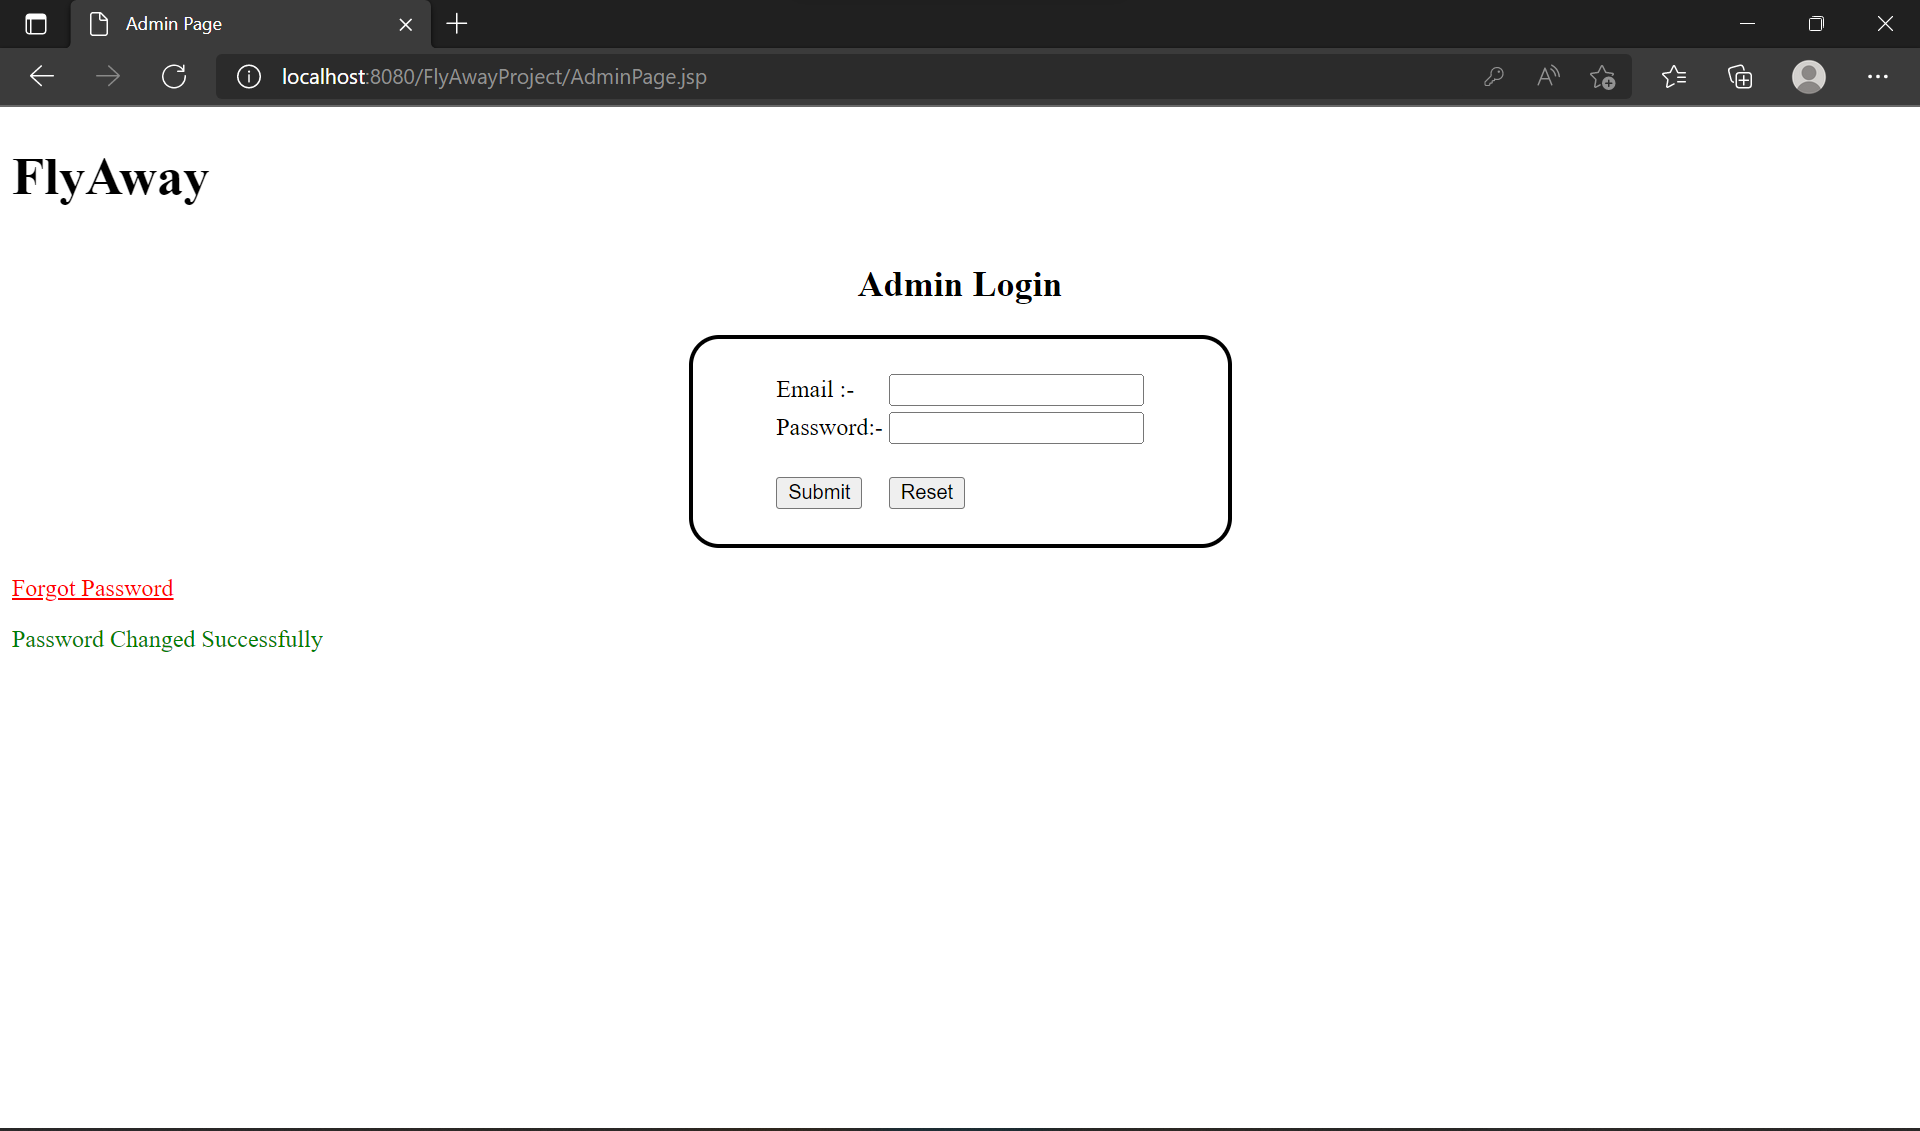 Admin Page
localhost:8080/FlyAwayProject/AdminPage.jsp
FlyAway
Admin Login
Email :-
Password:-
Submit Reset
Forgot Password
Password Changed Successfully